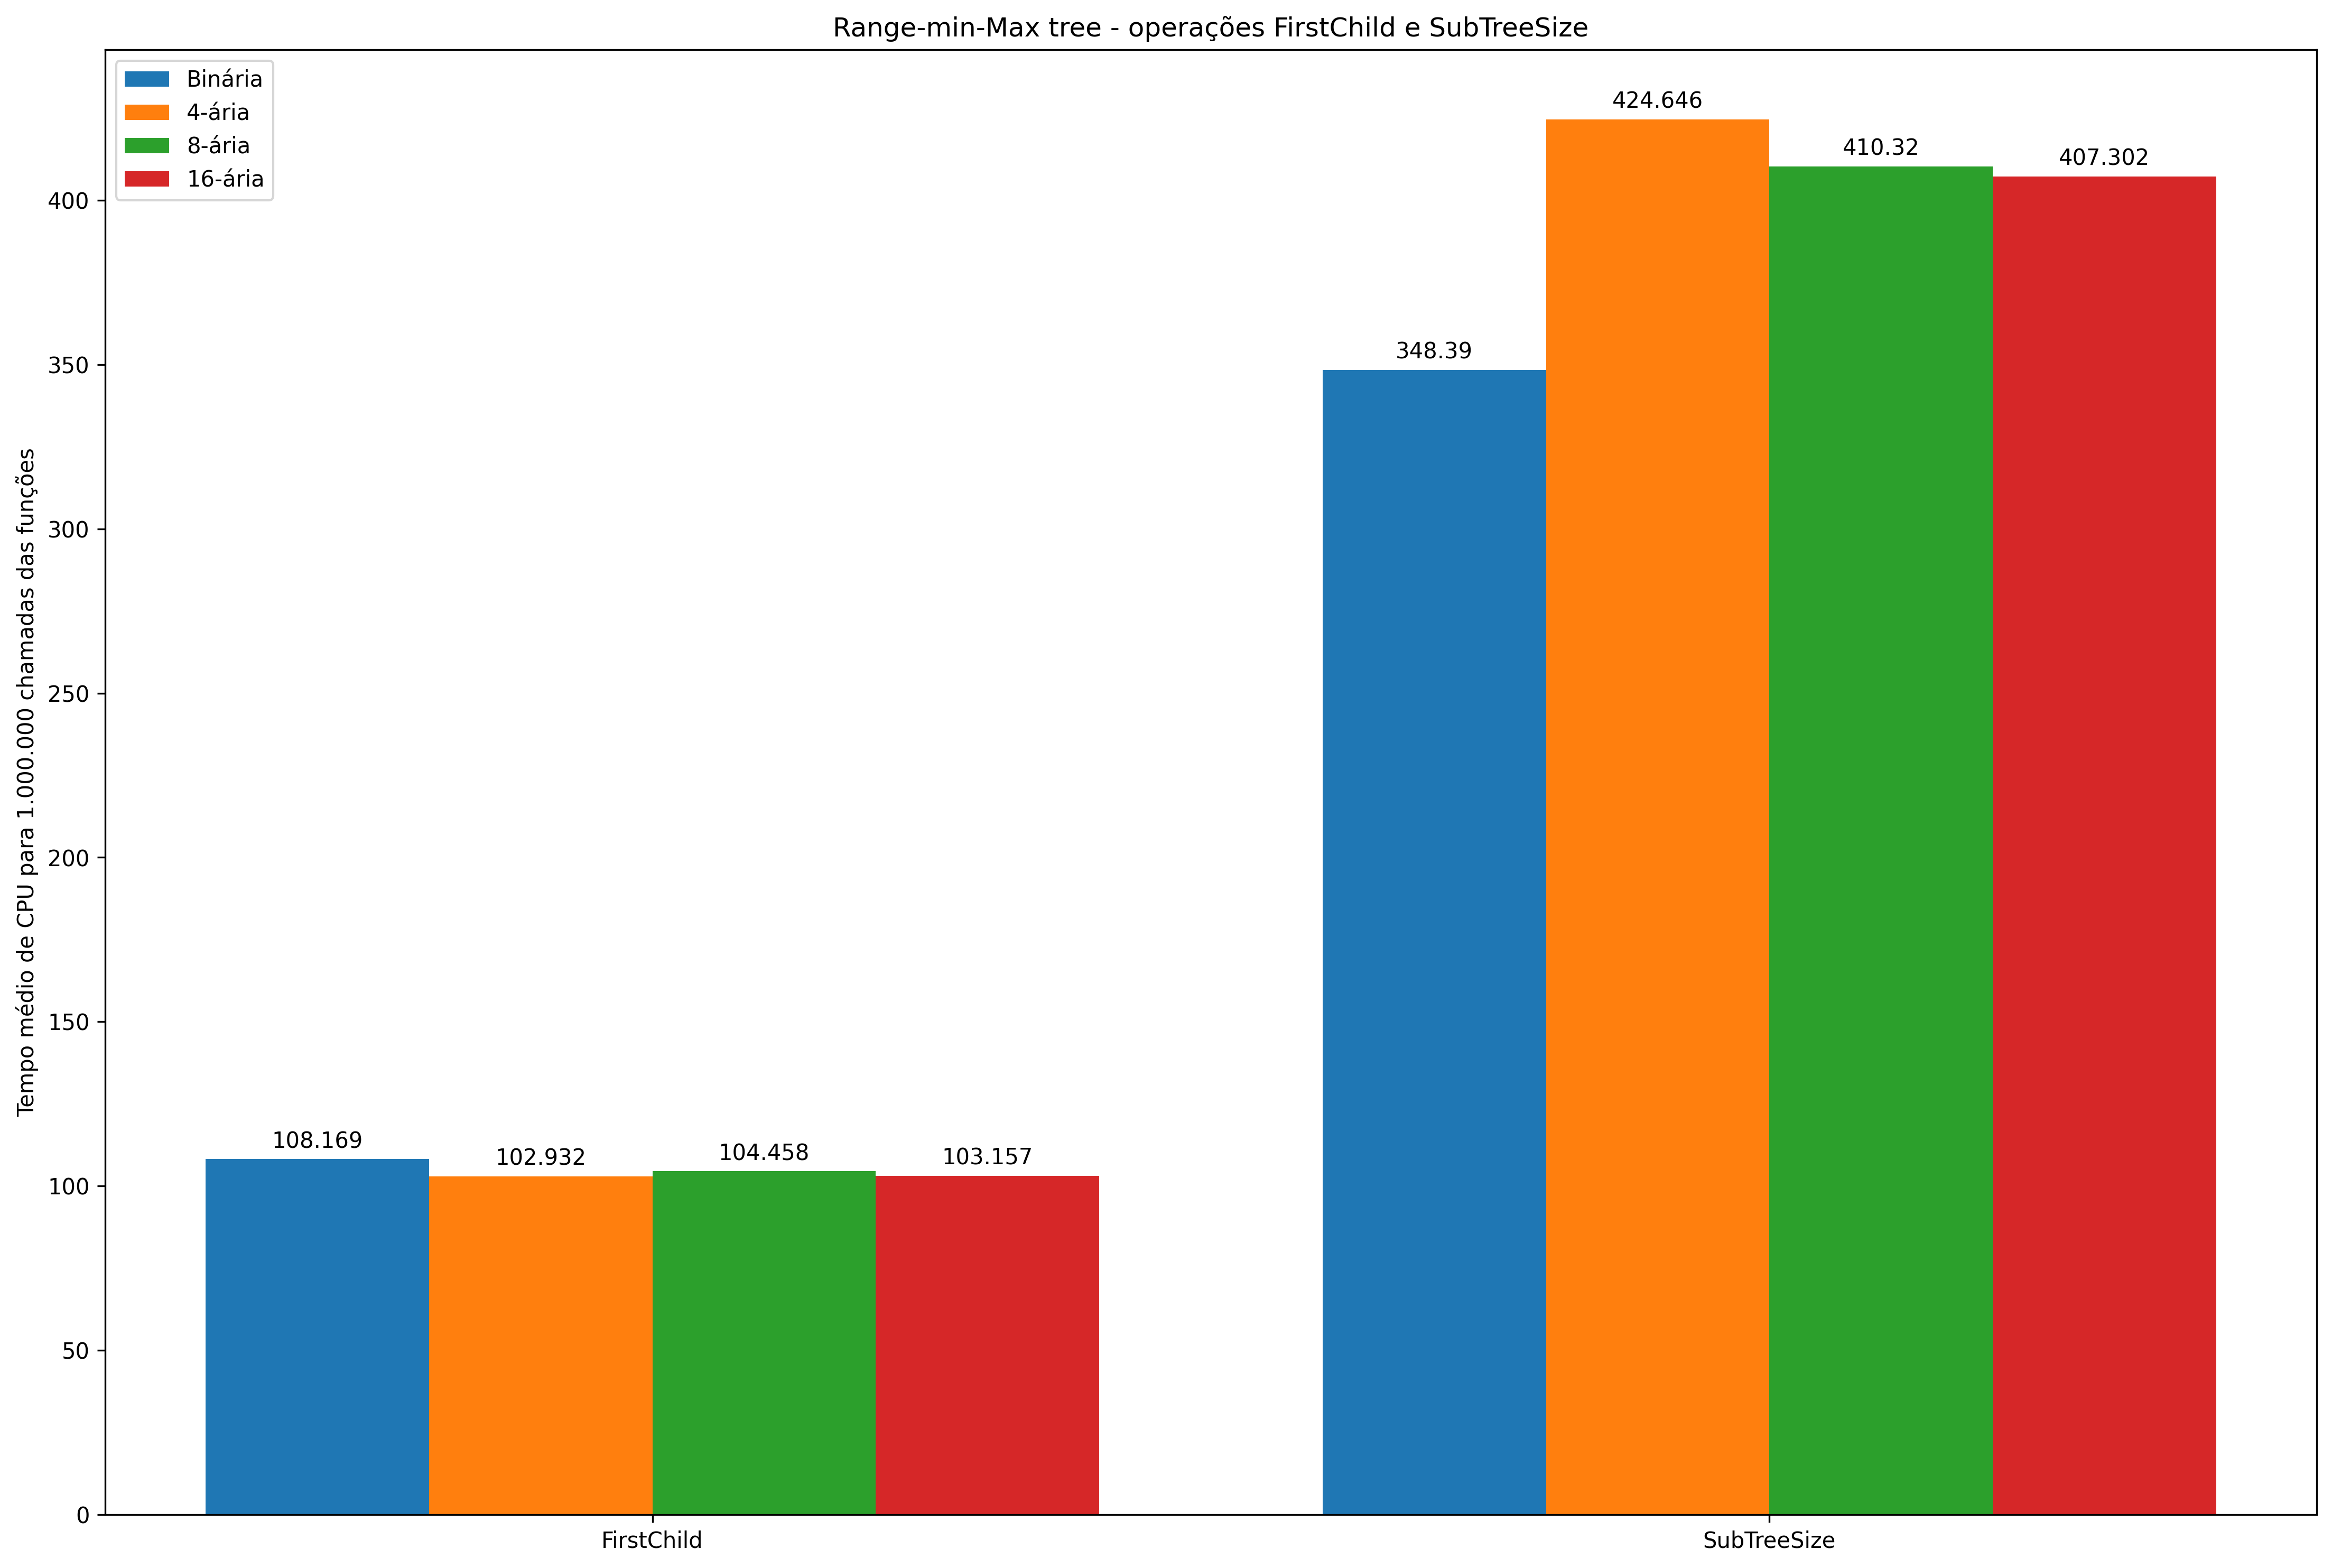 Range-min-Max tree - operações FirstChild e SubTreeSize
Binária
4-ária
8-ária
16-ária
Tempo médio de CPU para 1.000.000 chamadas das funções
400
350
300
250
200
150
100
50
0
108.169
102.932
104.458
103.157
348.39
424.646
410.32
407.302
FirstChild
SubTreeSize